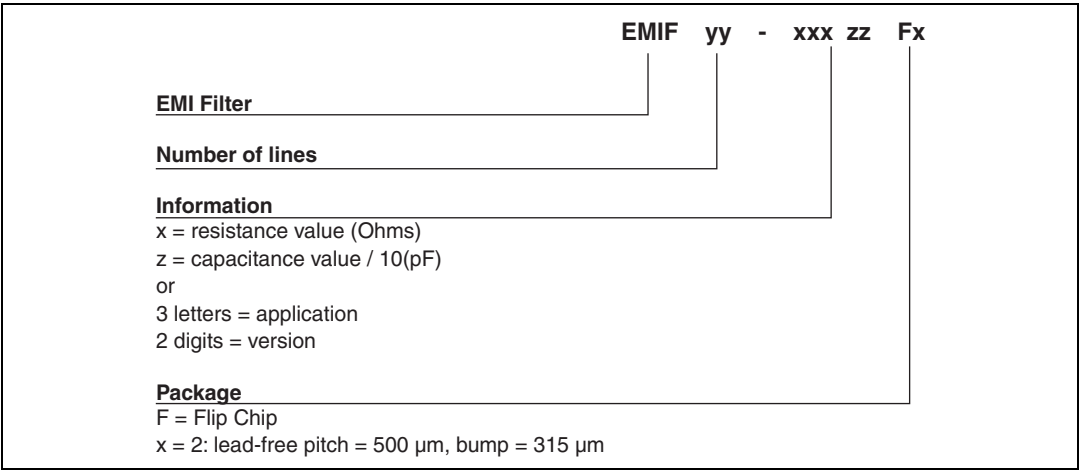 EMIF yy - xxx zz Fx
EMI Filter
Number of lines
Information
x = resistance value (Ohms)
z = capacitance value / 10(pF)
or
3 letters = application
2 digits = version
Package
F = Flip Chip
x = 2: lead-free pitch = 500 µm, bump = 315 µm